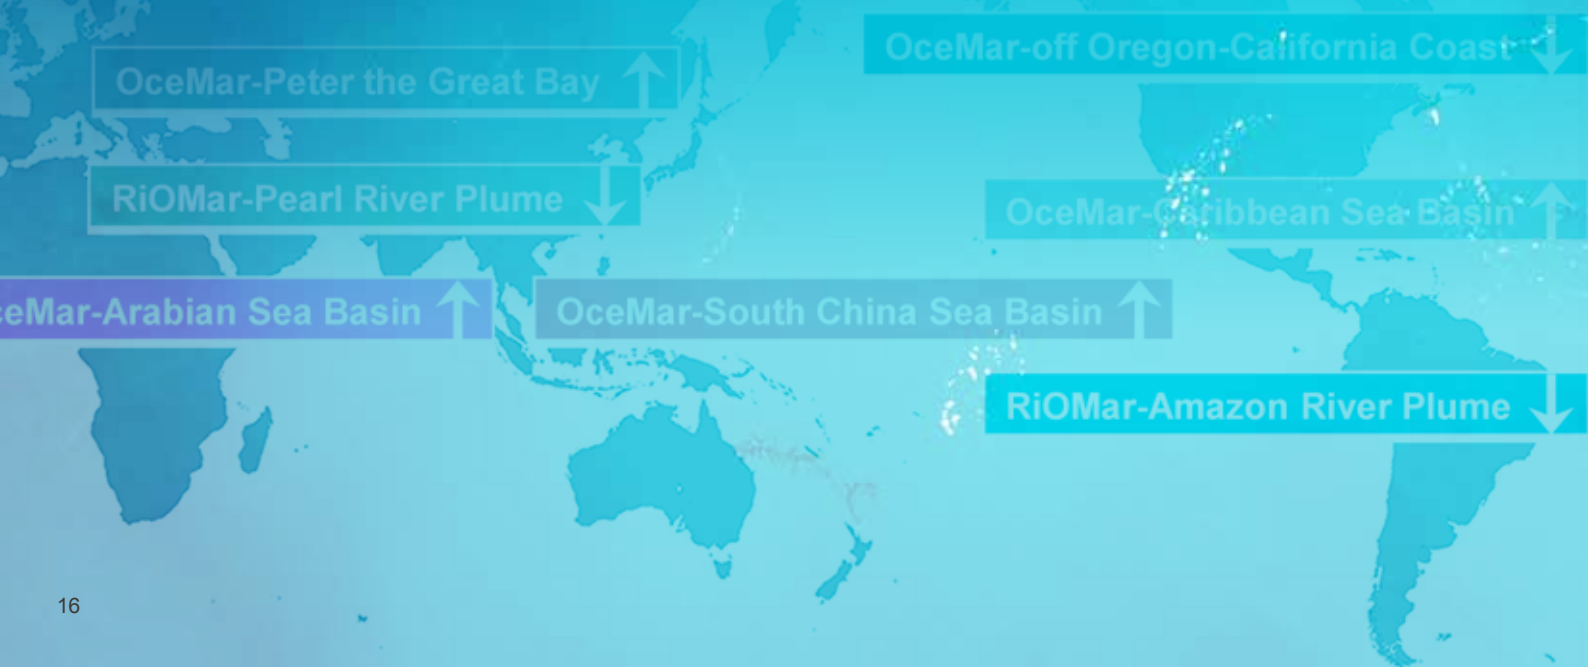 OceMar-off Oregon-California Coast
OceMar-Peter the Great Bay
RiOMar-Pearl River Plume
OceMar-Caribbean Sea Basin
ceMar-Arabian Sea Basin
OceMar-South China Sea Basin
RiOMar-Amazon River Plume
16